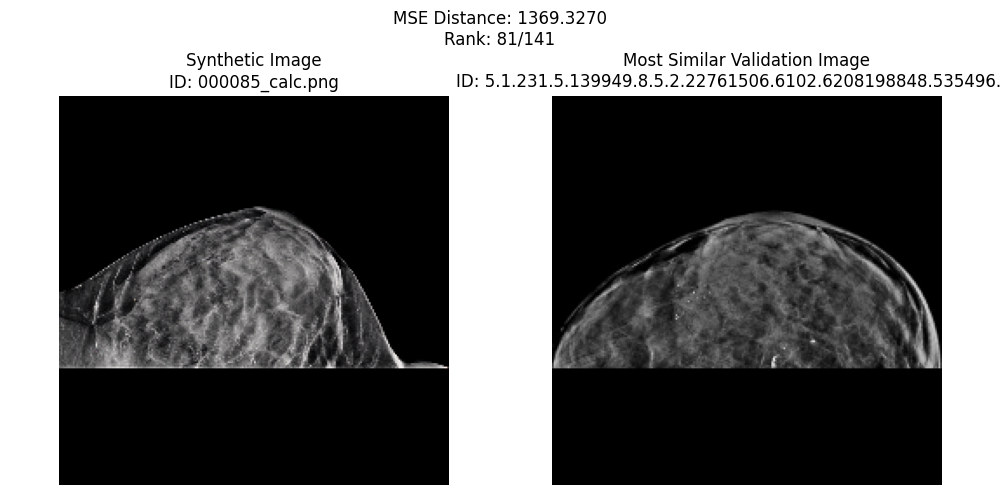 MSE Distance: 1369.3270
Rank: 81/141
Synthetic Image
ID: 000085_calc.png
Most Similar Validation Image
ID: 5.1.231.5.139949.8.5.2.22761506.6102.6208198848.535496.